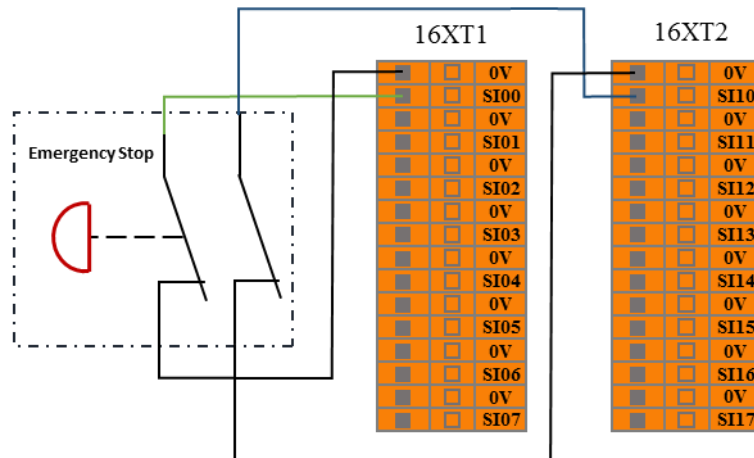 16XT1
16XT2
Emergency Stop
0V
SI00
0V
SI01
0V
SI02
0V
SI03
0V
SI04
0V
SI05
0V
SI06
0V
SI07
0V
SI10
0V
SI11
0V
SI12
0V
SI13
0V
SI14
0V
SI15
0V
SI16
0V
SI17